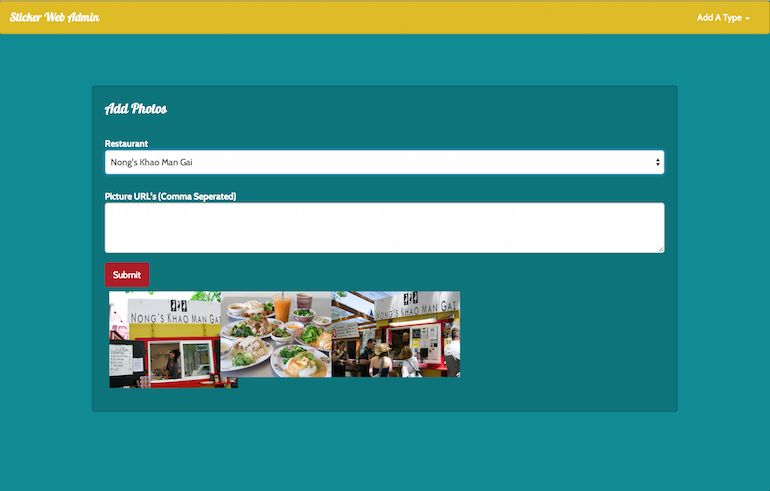 Slicker Web Admin
Add A Type
Add Photos
Restaurant
Nong's Khao Man Gai
Picture URL's (Comma Seperated)
Submit
NONG'S KHAO MAN GAI
NONG'S KHAO MAN GAI